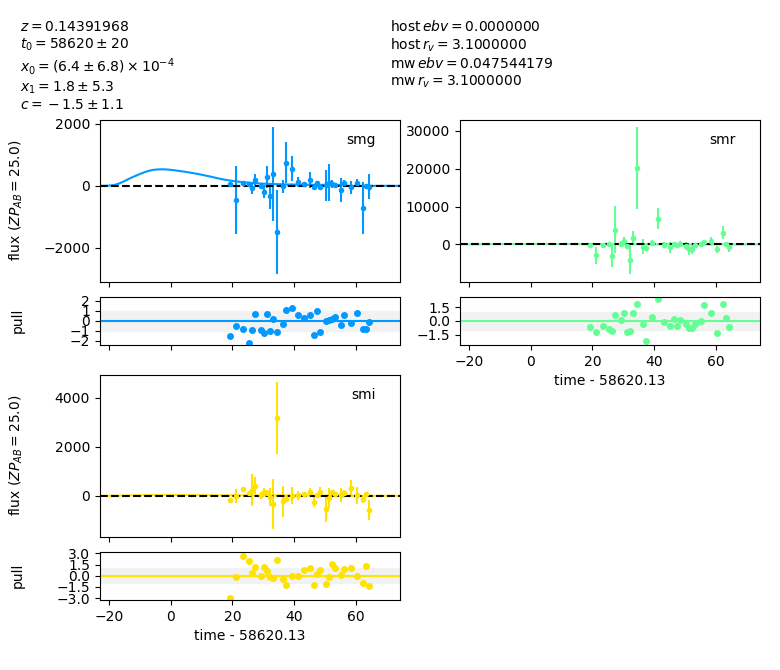 z = 0.14391968
t₀ = 58620 ± 20
x₀ = (6.4 ± 6.8) × 10⁻⁴
x₁ = 1.8 ± 5.3
c = −1.5 ± 1.1
host ebv = 0.0000000
host r_v = 3.1000000
mw ebv = 0.047544179
mw r_v = 3.1000000
smg
2000
0
−2000
flux (ZP_AB = 25.0)
smr
30000
20000
10000
0
2
1
0
−1
−2
pull
1.5
0.0
−1.5
−20 0 20 40 60
time - 58620.13
smi
4000
2000
0
flux (ZP_AB = 25.0)
3.0
1.5
0.0
−1.5
−3.0
pull
−20 0 20 40 60
time - 58620.13